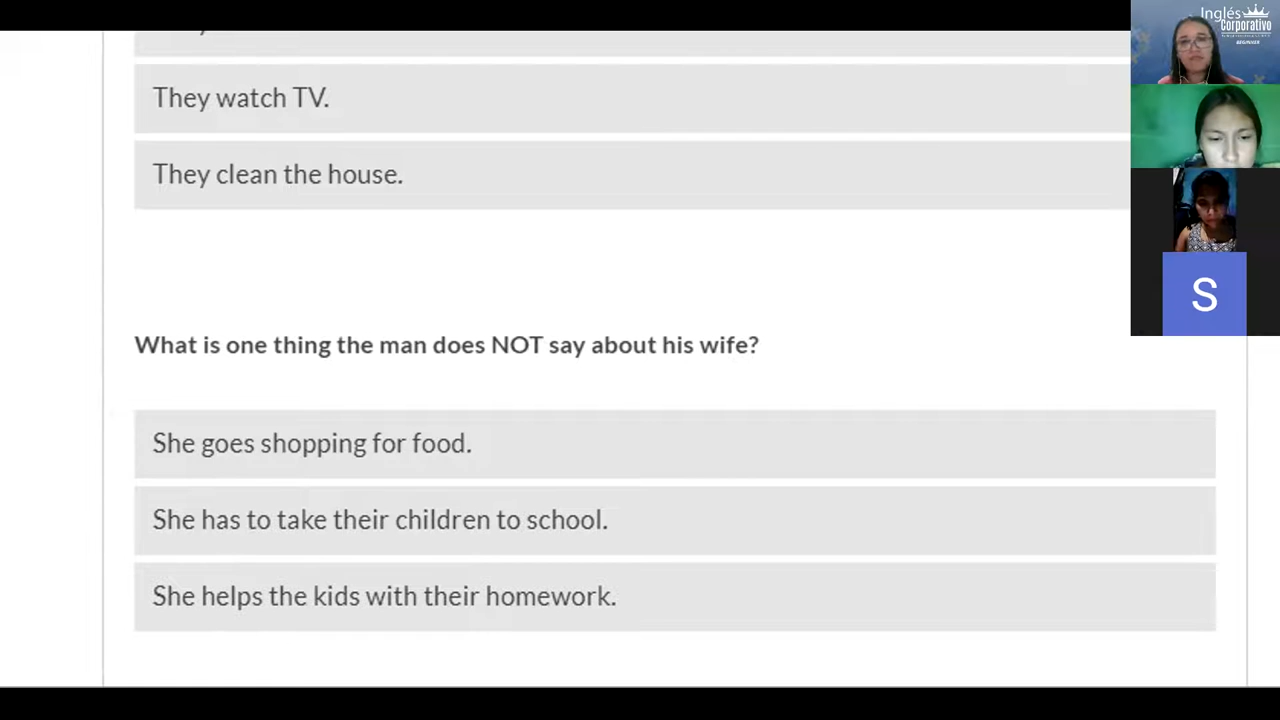 They watch TV.
They clean the house.
What is one thing the man does NOT say about his wife?
She goes shopping for food.
She has to take their children to school.
She helps the kids with their homework.
Inglés
Corporativo
BEGINNER
S